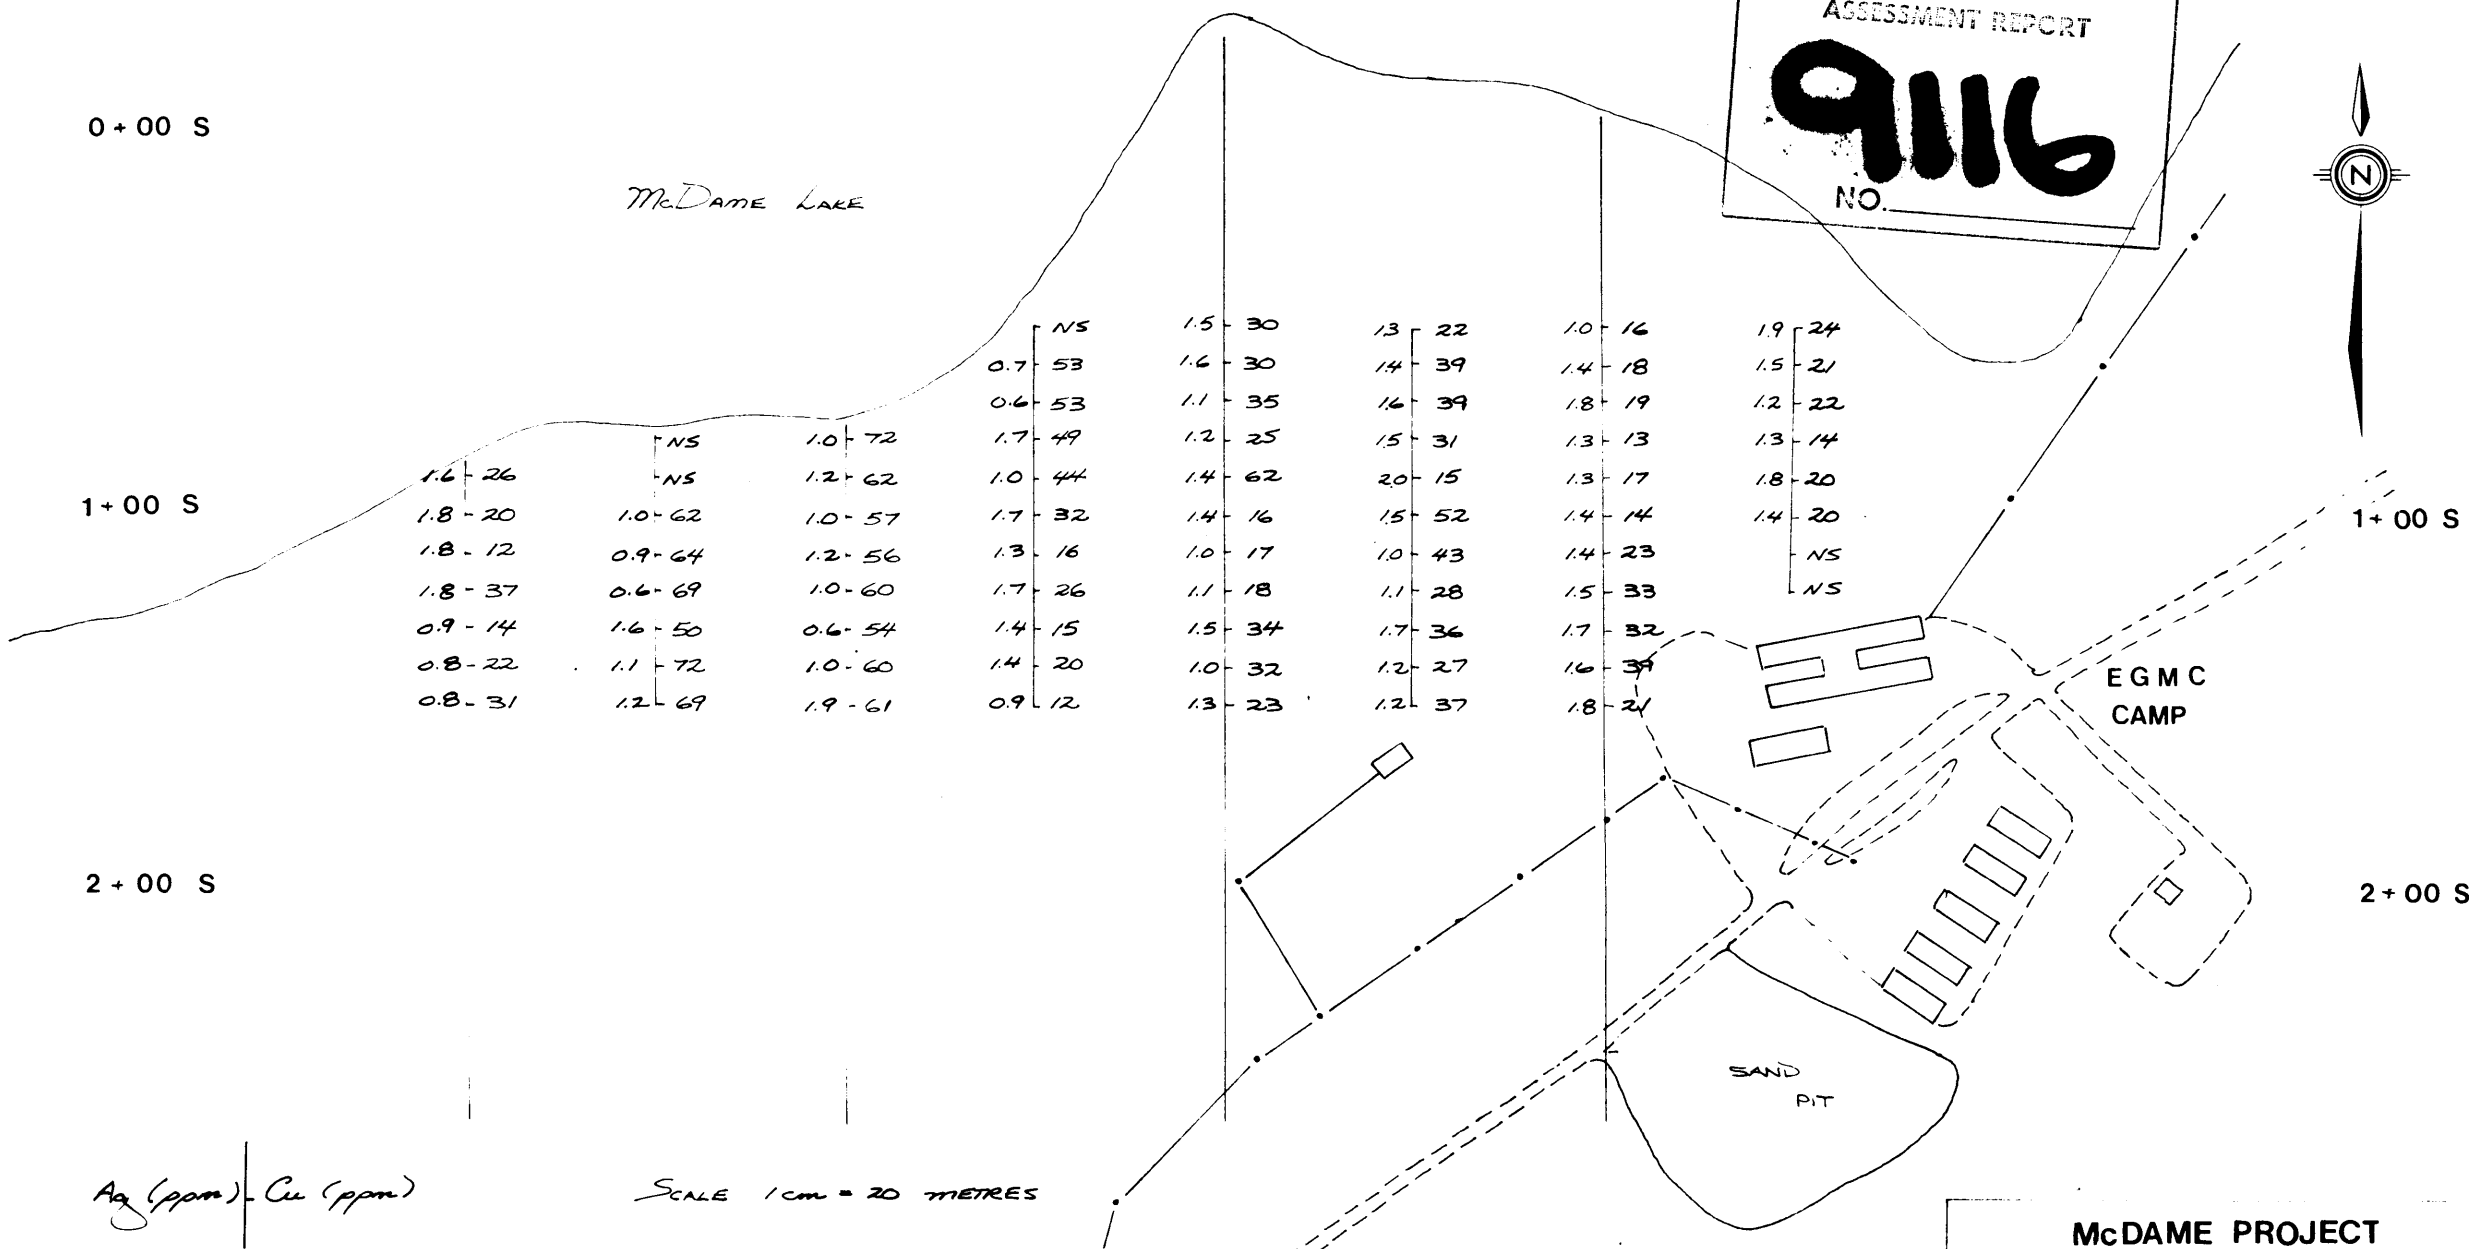 ASSESSMENT REPORT
9116
NO.
0+00 S
McDAME LAKE
N
NS 1.5 30 1.3 22 1.0 16 1.9 24
0.7 53 1.6 30 1.4 39 1.4 18 1.5 21
0.6 53 1.1 35 1.6 39 1.8 19 1.2 22
NS 1.0 72 1.7 49 1.2 25 1.5 31 1.3 13 1.3 14
1.6 26 NS 1.2 62 1.0 44 1.4 62 2.0 15 1.3 17 1.8 20
1+00 S 1.8 - 20 1.0 62 1.0 - 57 1.7 32 1.4 16 1.5 52 1.4 14 1.4 20 1+00 S
1.8 - 12 0.9 64 1.2 - 56 1.3 16 1.0 17 1.0 43 1.4 23 NS
1.8 - 37 0.6 69 1.0 - 60 1.7 26 1.1 18 1.1 28 1.5 33 NS
0.9 - 14 1.6 50 0.6 - 54 1.4 15 1.5 34 1.7 36 1.7 32
0.8 - 22 1.1 72 1.0 - 60 1.4 20 1.0 32 1.2 27 1.6 39
0.8 - 31 1.2 69 1.9 - 61 0.9 12 1.3 23 1.2 37 1.8 21
EGMC
CAMP
2+00 S 2+00 S
SAND
PIT
Ag (ppm) Cu (ppm)
SCALE 1cm = 20 METRES
McDAME PROJECT